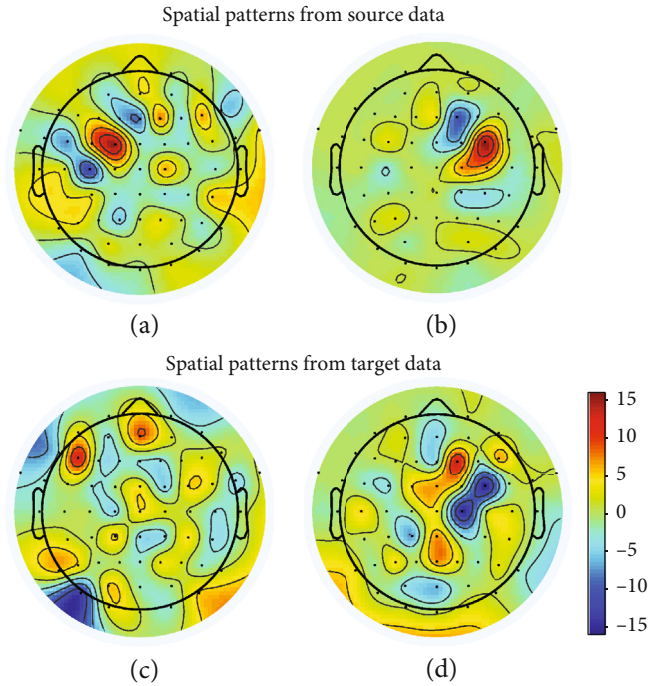 Spatial patterns from source data
(a)
(b)
Spatial patterns from target data
15
10
5
0
−5
−10
−15
(c)
(d)